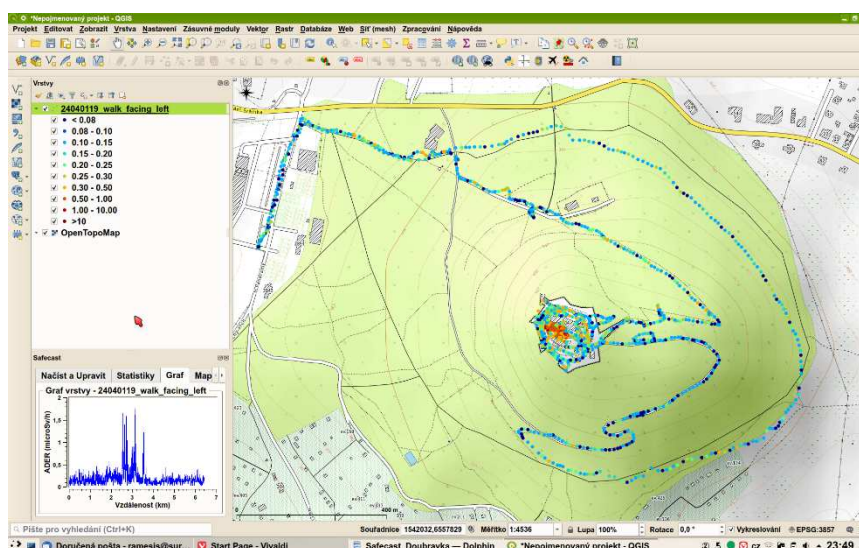 *Nepojmenovaný projekt - QGIS
Projekt Editovat Zobrazit Vrstva Nastavení Zásuvné moduly Vektor Rastr Databáze Web Síť (mesh) Zpracování Nápověda
Vrstvy
24040119_walk_facing_left
< 0.08
0.08 - 0.10
0.10 - 0.15
0.15 - 0.20
0.20 - 0.25
0.25 - 0.30
0.30 - 0.50
0.50 - 1.00
1.00 - 10.00
>10
OpenTopoMap
Safecast
Načíst a Upravit Statistiky Graf Map
Graf vrstvy - 24040119_walk_facing_left
ADER (microSv/h)
2
1,5
1
0,5
0
0 1 2 3 4 5 6 7
Vzdálenost (km)
400 m
Pište pro vyhledání (Ctrl+K)
Souřadnice 1542032,6557829 Měřítko 1:4536 Lupa 100% Rotace 0,0 ° Vykreslování EPSG:3857
Doručená pošta - ramesis@sur Start Page - Vivaldi Safecast_Doubravka — Dolphin *Nepojmenovaný projekt - QGIS 2 5 cz 23:49